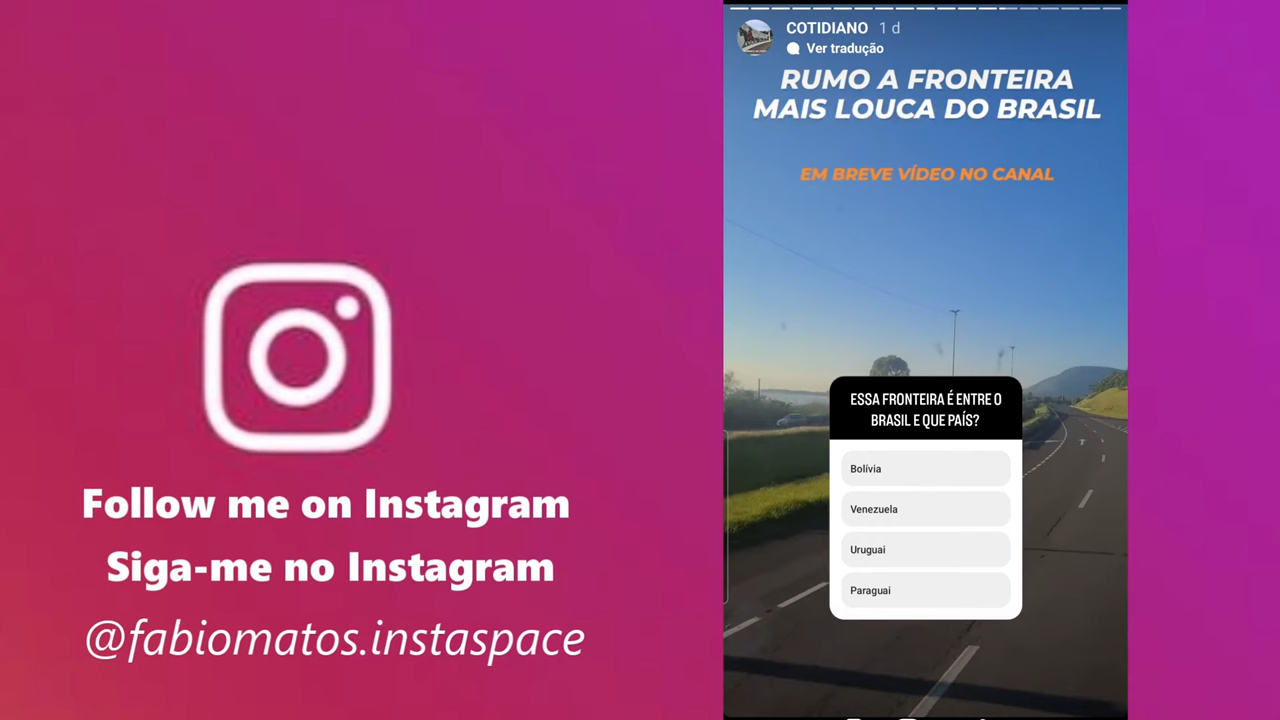 Follow me on Instagram
Siga-me no Instagram
@fabiomatos.instaspace
COTIDIANO 1 d
Ver tradução
RUMO A FRONTEIRA
MAIS LOUCA DO BRASIL
EM BREVE VÍDEO NO CANAL
ESSA FRONTEIRA É ENTRE O
BRASIL E QUE PAÍS?
Bolívia
Venezuela
Uruguai
Paraguai